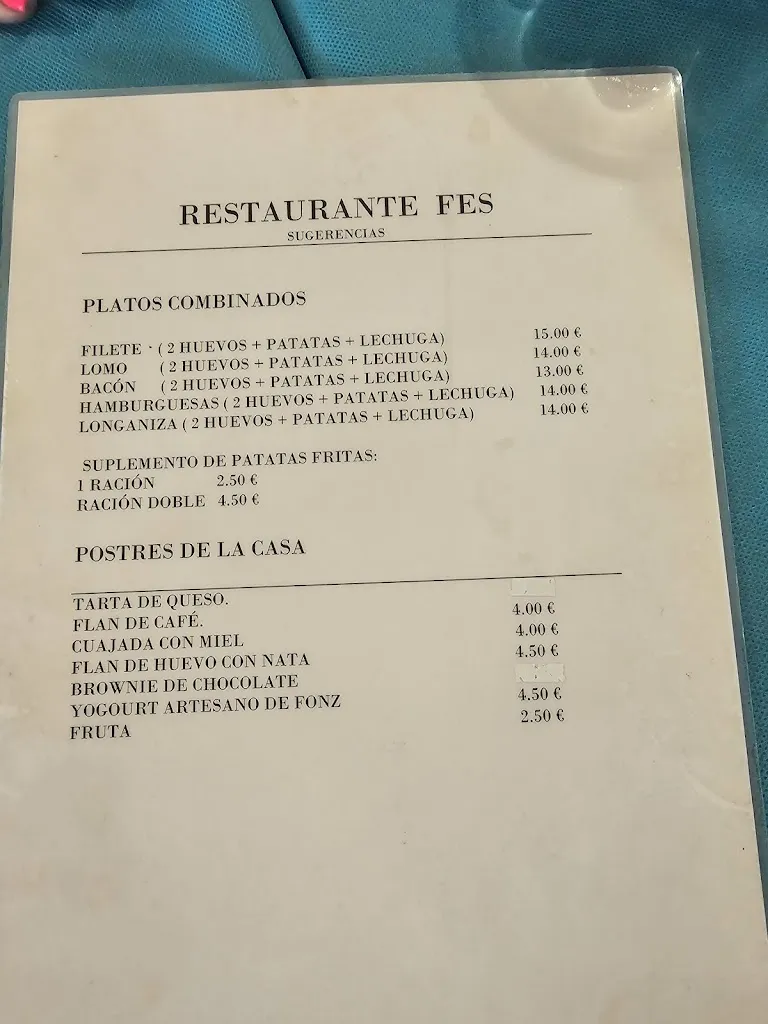 RESTAURANTE FES
SUGERENCIAS
PLATOS COMBINADOS
FILETE - ( 2 HUEVOS + PATATAS + LECHUGA) 15.00 €
LOMO ( 2 HUEVOS + PATATAS + LECHUGA) 14.00 €
BACÓN ( 2 HUEVOS + PATATAS + LECHUGA) 13.00 €
HAMBURGUESAS ( 2 HUEVOS + PATATAS + LECHUGA) 14.00 €
LONGANIZA ( 2 HUEVOS + PATATAS + LECHUGA) 14.00 €
SUPLEMENTO DE PATATAS FRITAS:
1 RACIÓN 2.50 €
RACIÓN DOBLE 4.50 €
POSTRES DE LA CASA
TARTA DE QUESO.
FLAN DE CAFÉ. 4.00 €
CUAJADA CON MIEL 4.00 €
FLAN DE HUEVO CON NATA 4.50 €
BROWNIE DE CHOCOLATE
YOGOURT ARTESANO DE FONZ 4.50 €
FRUTA 2.50 €